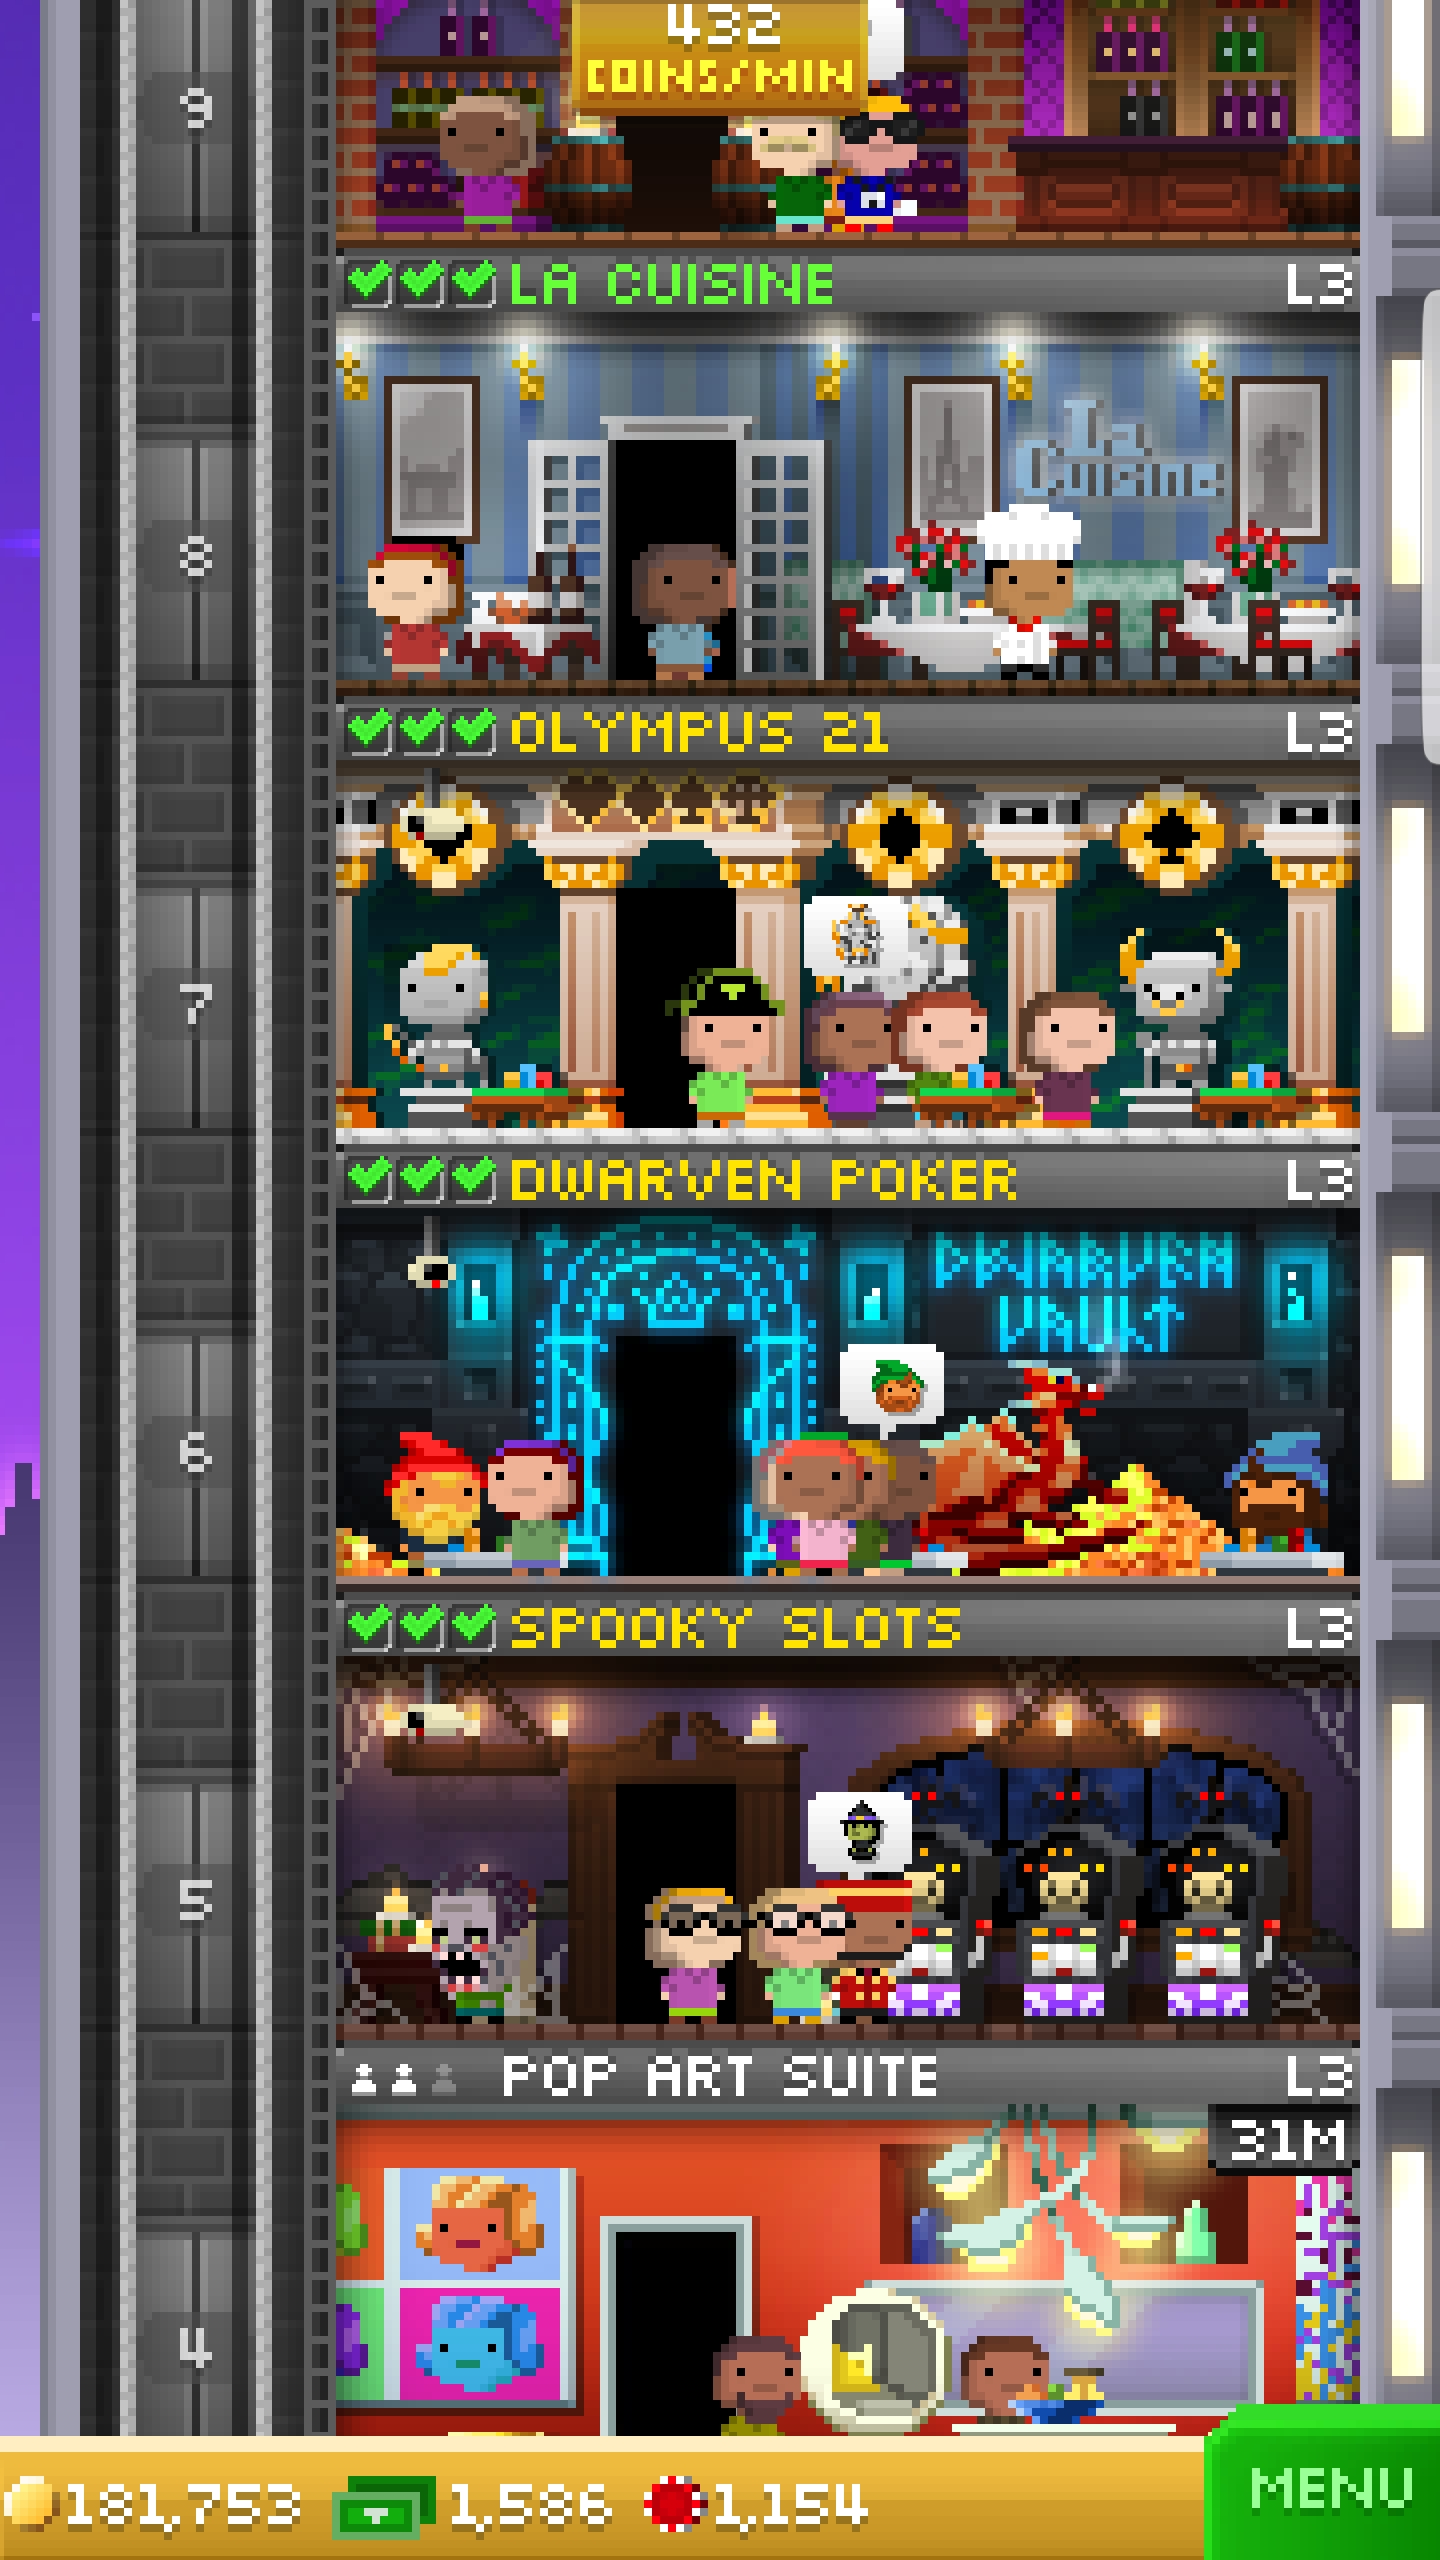 432
COINS/MIN
9
LA CUISINE L3
La
Cuisine
8
OLYMPUS 21 L3
7
DWARVEN POKER L3
DWARVEN
VAULT
6
SPOOKY SLOTS L3
5
POP ART SUITE L3
31M
4
181,753 1,586 1,154 MENU